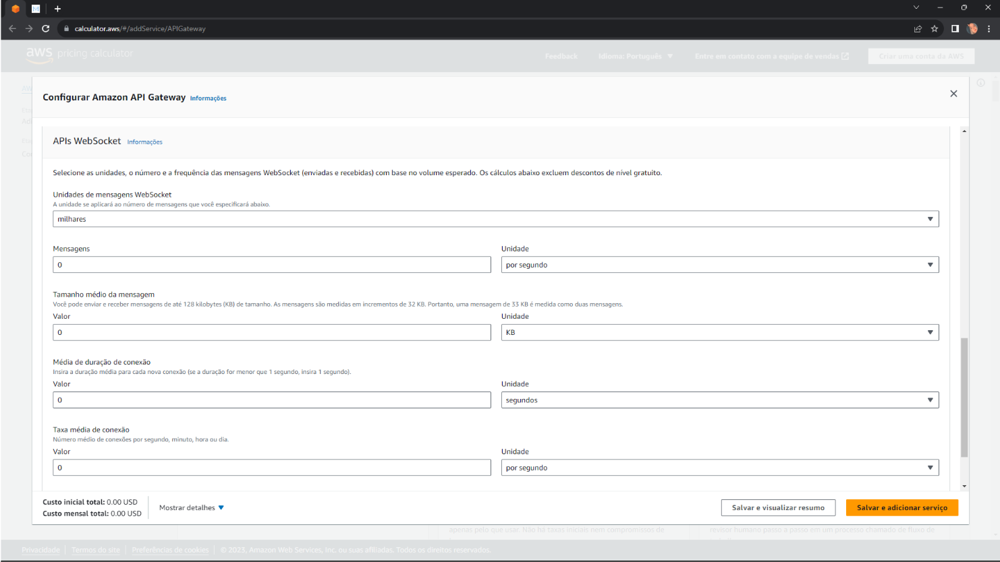 calculator.aws/#/addService/APIGateway
aws pricing calculator
Feedback
Idioma: Português
Entre em contato com a equipe de vendas
Criar uma conta da AWS
Configurar Amazon API Gateway Informações
APIs WebSocket Informações
Selecione as unidades, o número e a frequência das mensagens WebSocket (enviadas e recebidas) com base no volume esperado. Os cálculos abaixo excluem descontos de nível gratuito.
Unidades de mensagens WebSocket
A unidade se aplicará ao número de mensagens que você especificará abaixo.
milhares
Mensagens Unidade
0 por segundo
Tamanho médio da mensagem
Você pode enviar e receber mensagens de até 128 kilobytes (KB) de tamanho. As mensagens são medidas em incrementos de 32 KB. Portanto, uma mensagem de 33 KB é medida como duas mensagens.
Valor Unidade
0 KB
Média de duração de conexão
Insira a duração média para cada nova conexão (se a duração for menor que 1 segundo, insira 1 segundo).
Valor Unidade
0 segundos
Taxa média de conexão
Número médio de conexões por segundo, minuto, hora ou dia.
Valor Unidade
0 por segundo
Custo inicial total: 0.00 USD
Custo mensal total: 0.00 USD
Mostrar detalhes
Salvar e visualizar resumo
Salvar e adicionar serviço
apenas pelo que usar. Não há taxas iniciais nem compromissos de
revisor humano passo a passo em um processo chamado de fluxo de
Privacidade | Termos do site | Preferências de cookies | © 2023, Amazon Web Services, Inc. ou suas afiliadas. Todos os direitos reservados.